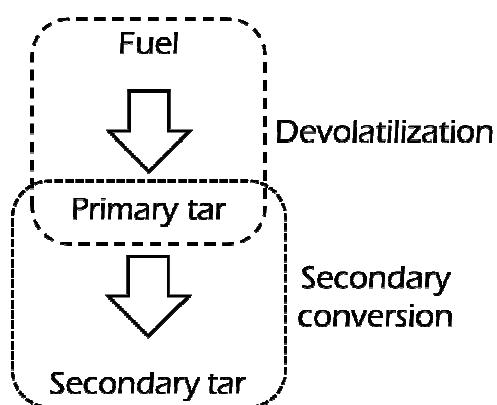 Fuel
Devolatilization
Primary tar
Secondary
conversion
Secondary tar